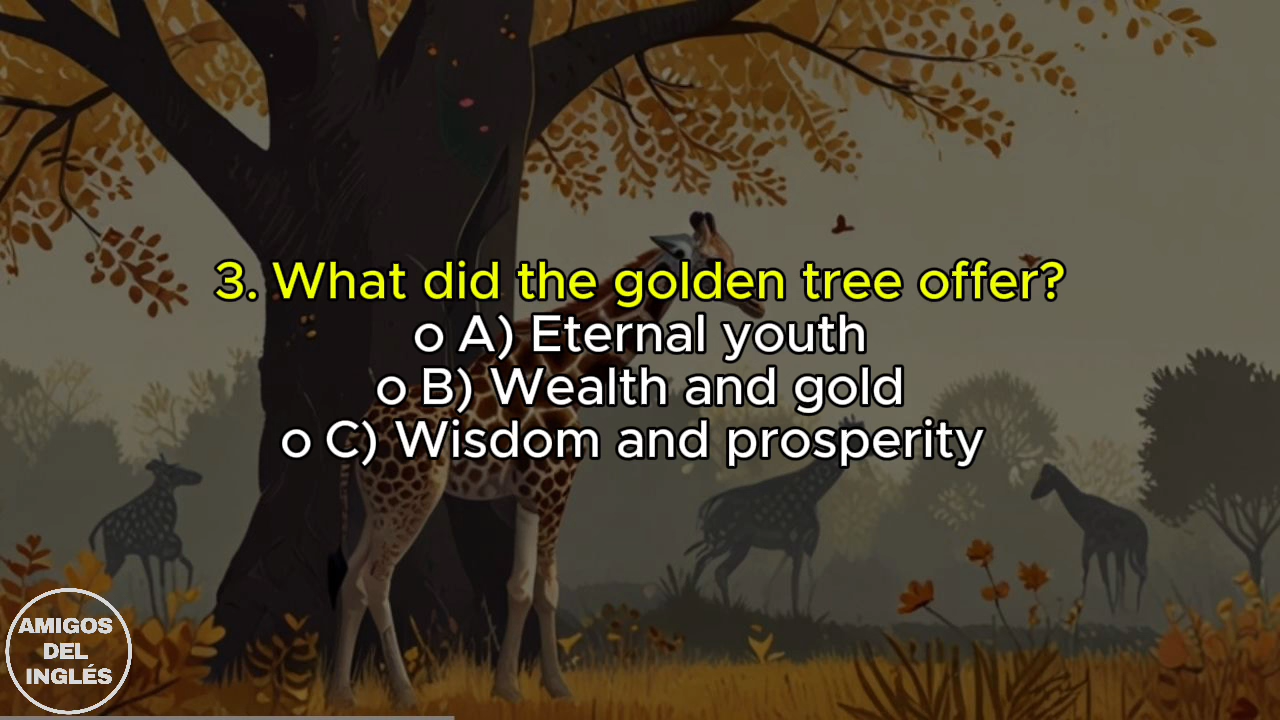 3. What did the golden tree offer?
o A) Eternal youth
o B) Wealth and gold
o C) Wisdom and prosperity
AMIGOS
DEL
INGLÉS